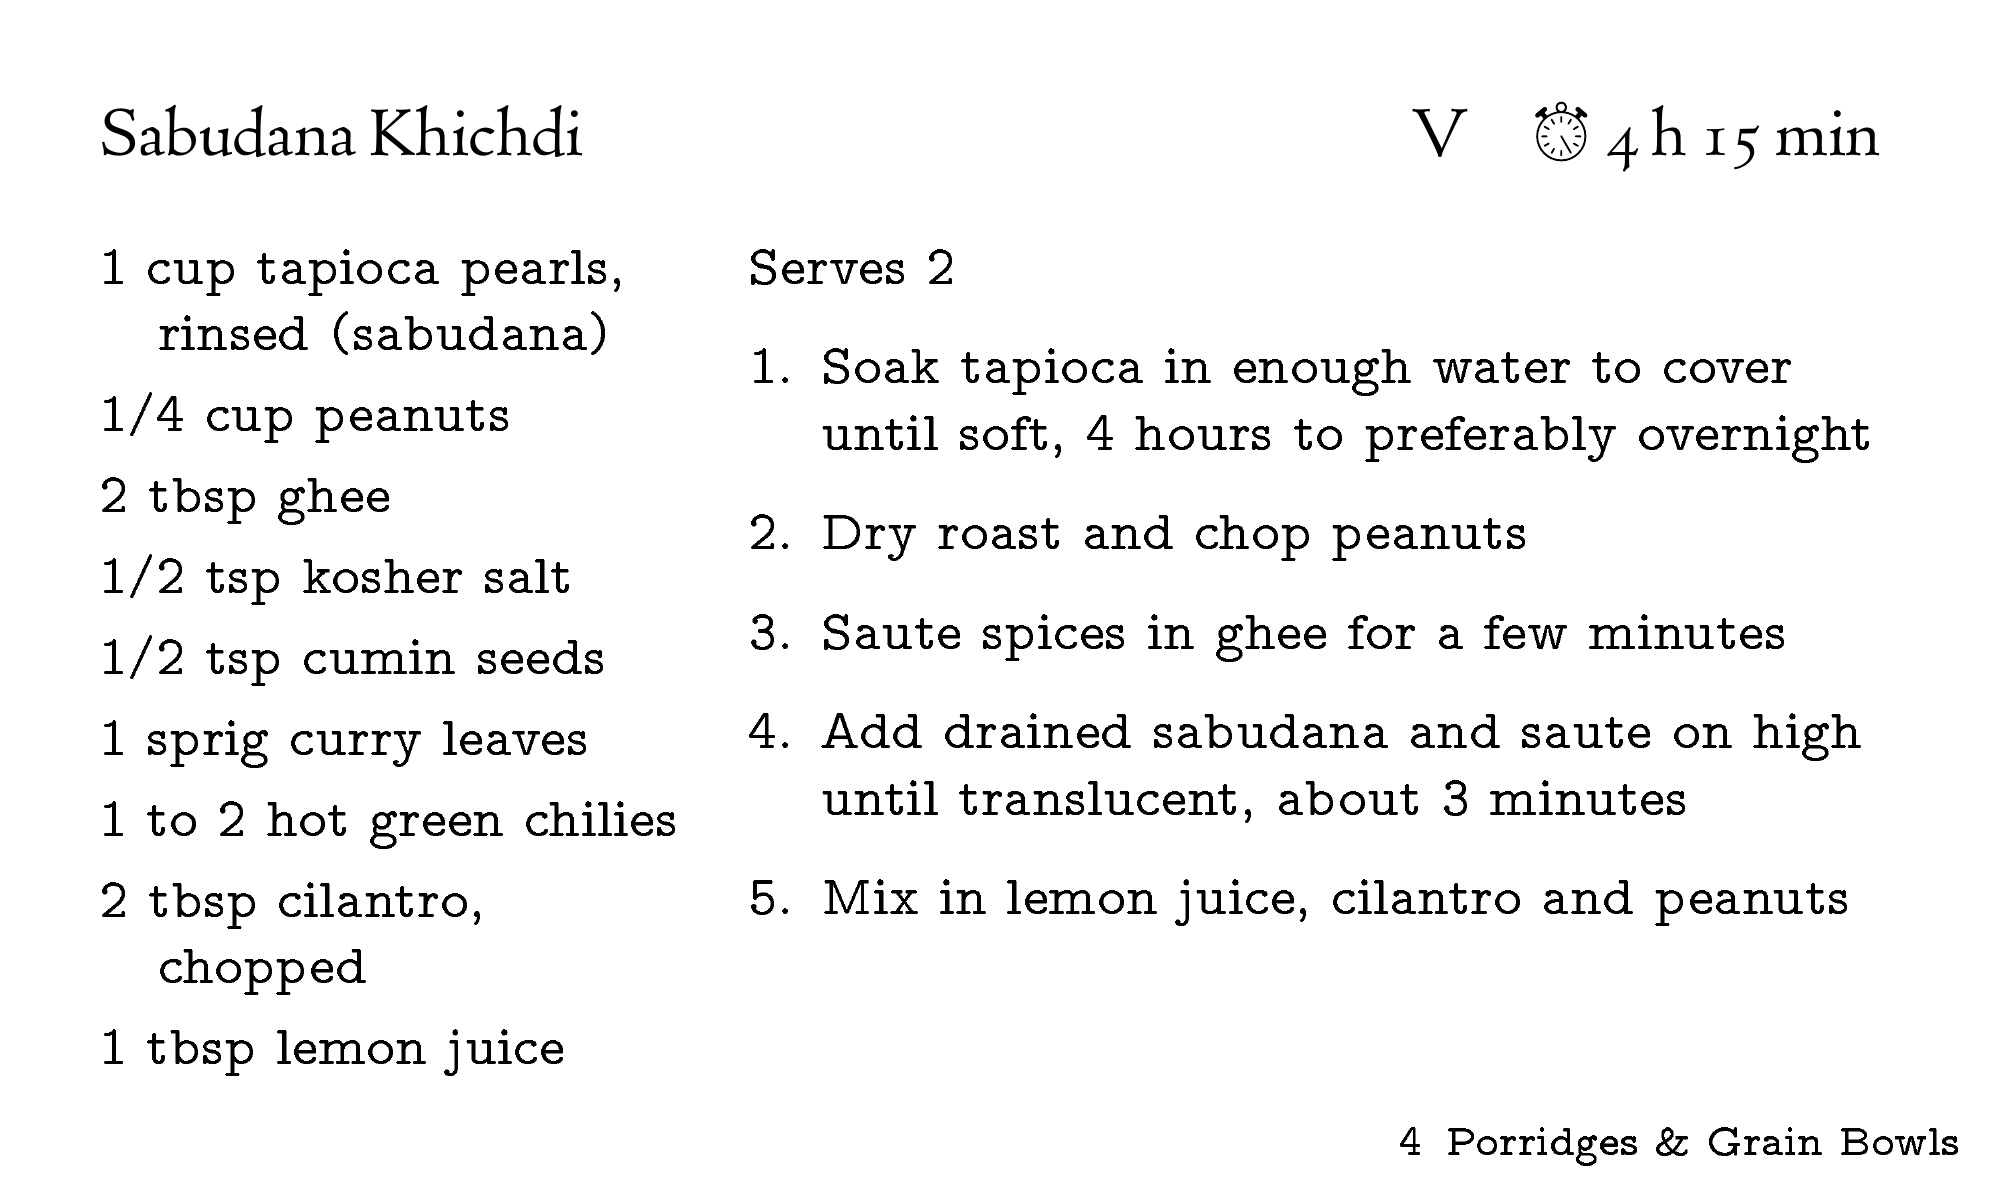 Sabudana Khichdi
V 4 h 15 min
1 cup tapioca pearls,
rinsed (sabudana)
1/4 cup peanuts
2 tbsp ghee
1/2 tsp kosher salt
1/2 tsp cumin seeds
1 sprig curry leaves
1 to 2 hot green chilies
2 tbsp cilantro,
chopped
1 tbsp lemon juice
Serves 2
1. Soak tapioca in enough water to cover
until soft, 4 hours to preferably overnight
2. Dry roast and chop peanuts
3. Saute spices in ghee for a few minutes
4. Add drained sabudana and saute on high
until translucent, about 3 minutes
5. Mix in lemon juice, cilantro and peanuts
4 Porridges & Grain Bowls